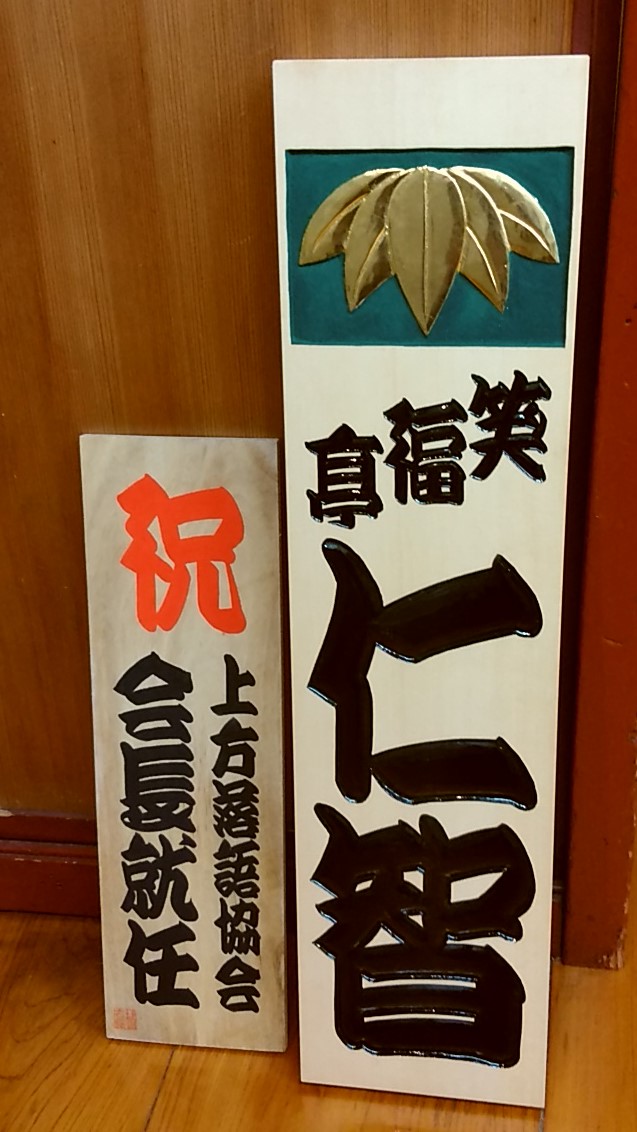 笑福亭
仁智
祝
上方落語協会
会長就任